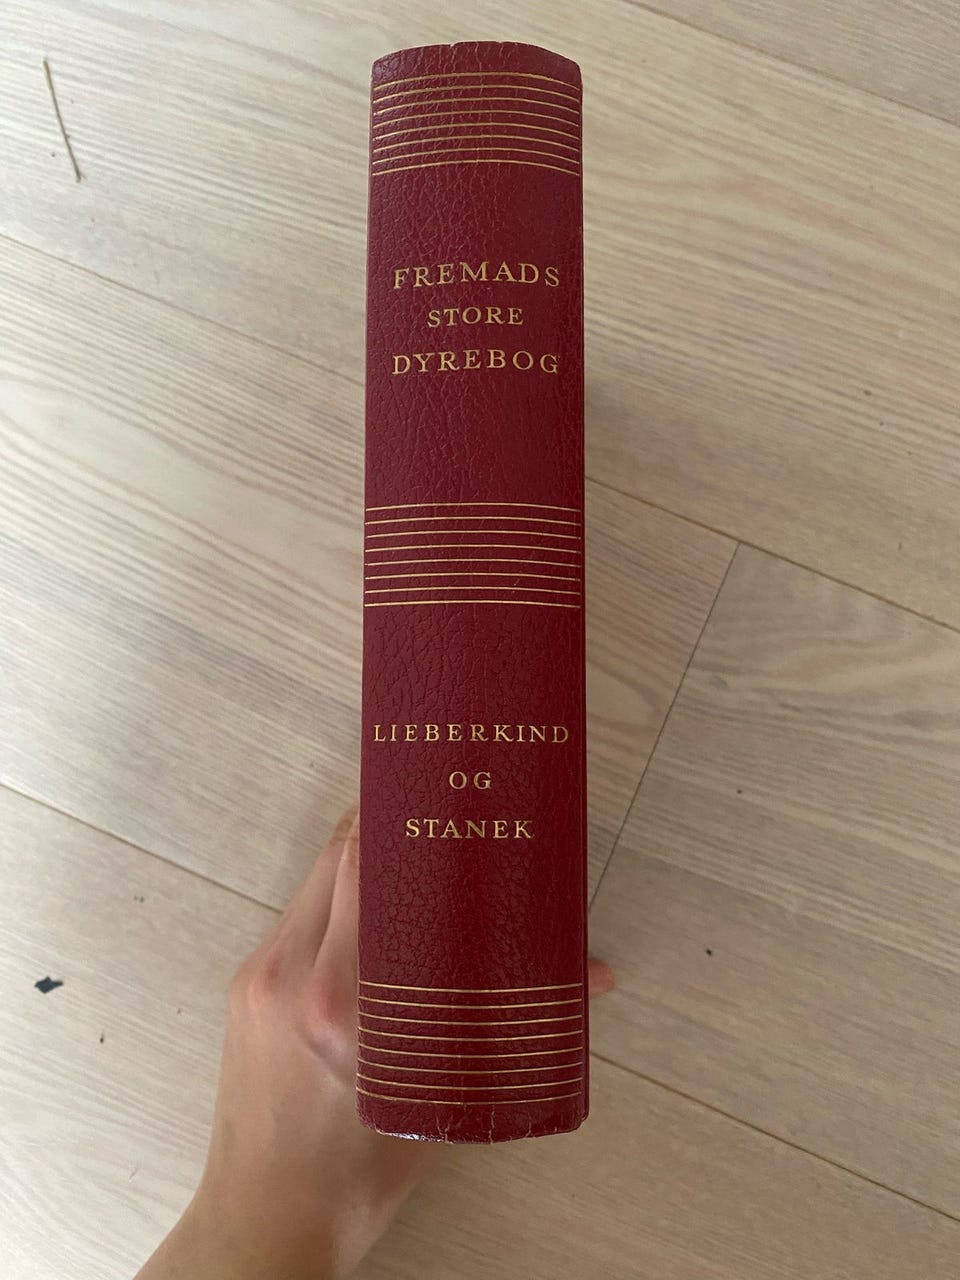 FREMADS
STORE
DYREBOG
LIEBERKIND
OG
STANEK